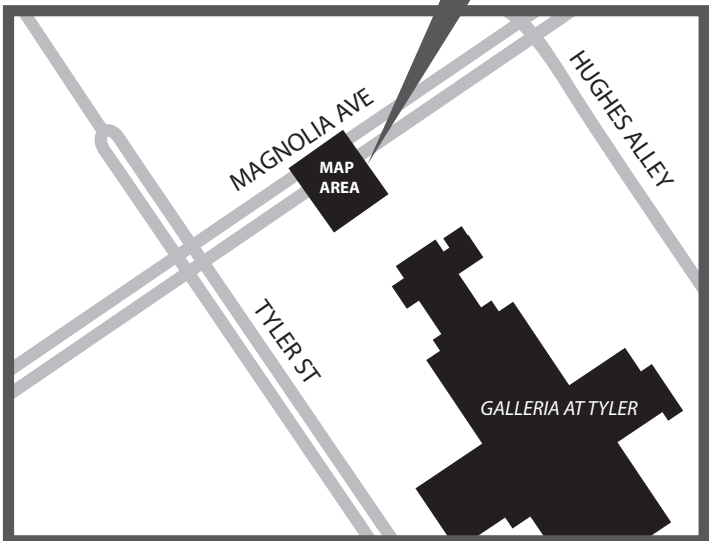 HUGHES ALLEY
MAGNOLIA AVE
MAP
AREA
TYLER ST
GALLERIA AT TYLER